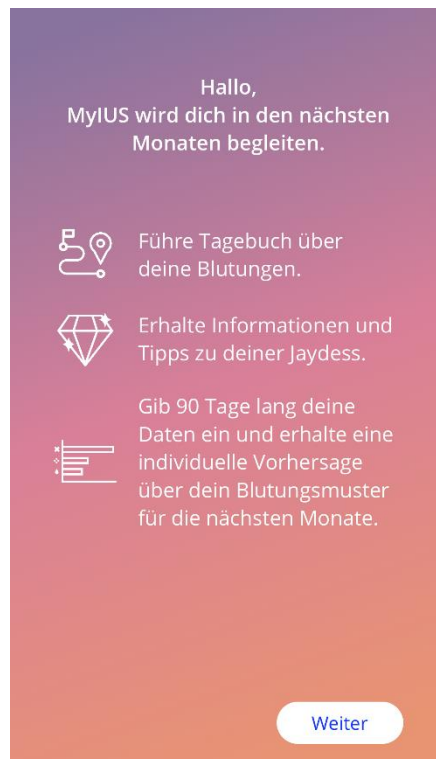 Hallo,
MyIUS wird dich in den nächsten
Monaten begleiten.
Führe Tagebuch über
deine Blutungen.
Erhalte Informationen und
Tipps zu deiner Jaydess.
Gib 90 Tage lang deine
Daten ein und erhalte eine
individuelle Vorhersage
über dein Blutungsmuster
für die nächsten Monate.
Weiter